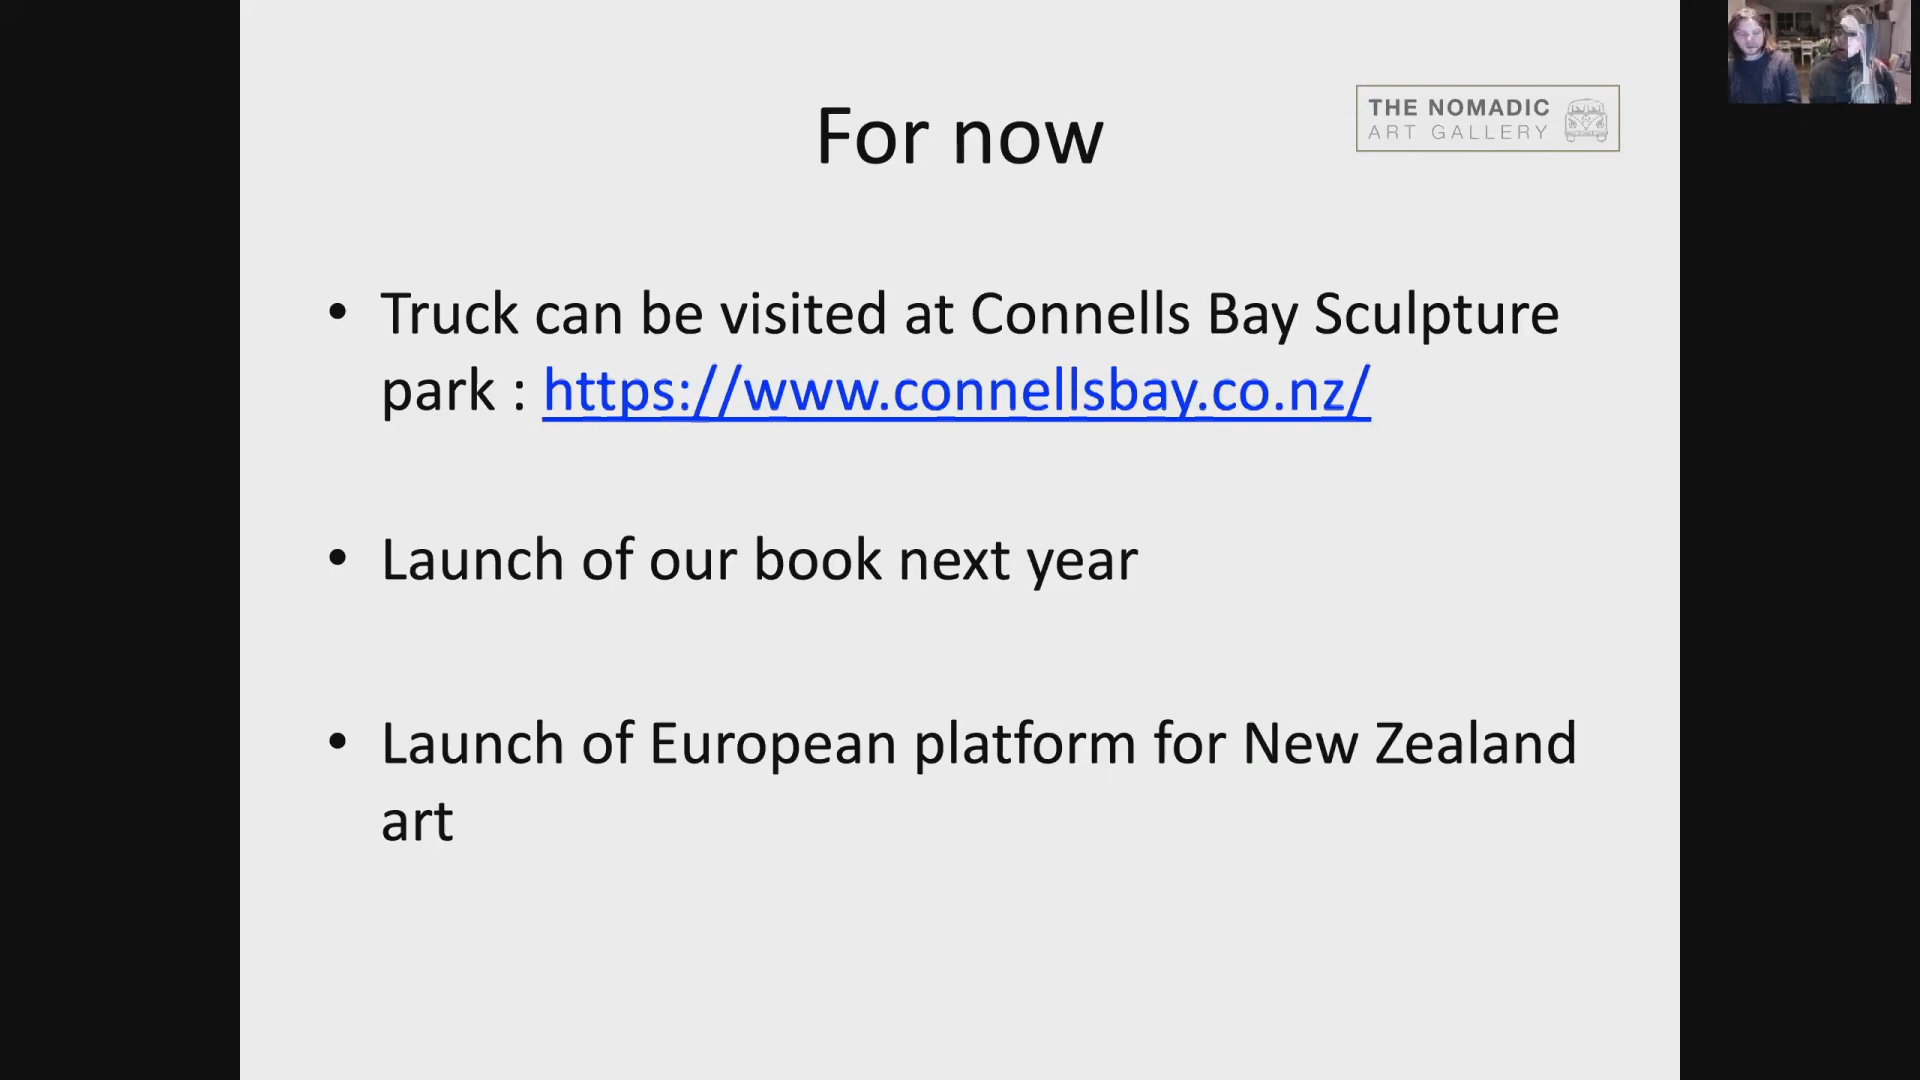 For now
THE NOMADIC
ART GALLERY
• Truck can be visited at Connells Bay Sculpture
park : https://www.connellsbay.co.nz/
• Launch of our book next year
• Launch of European platform for New Zealand
art